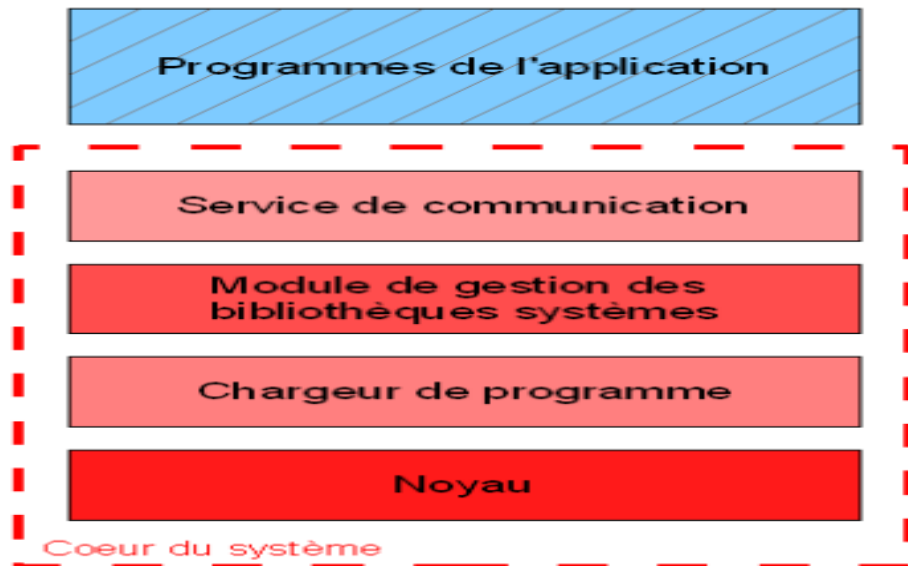 Programmes de l'application
Service de communication
Module de gestion des
bibliothèques systèmes
Chargeur de programme
Noyau
Coeur du système